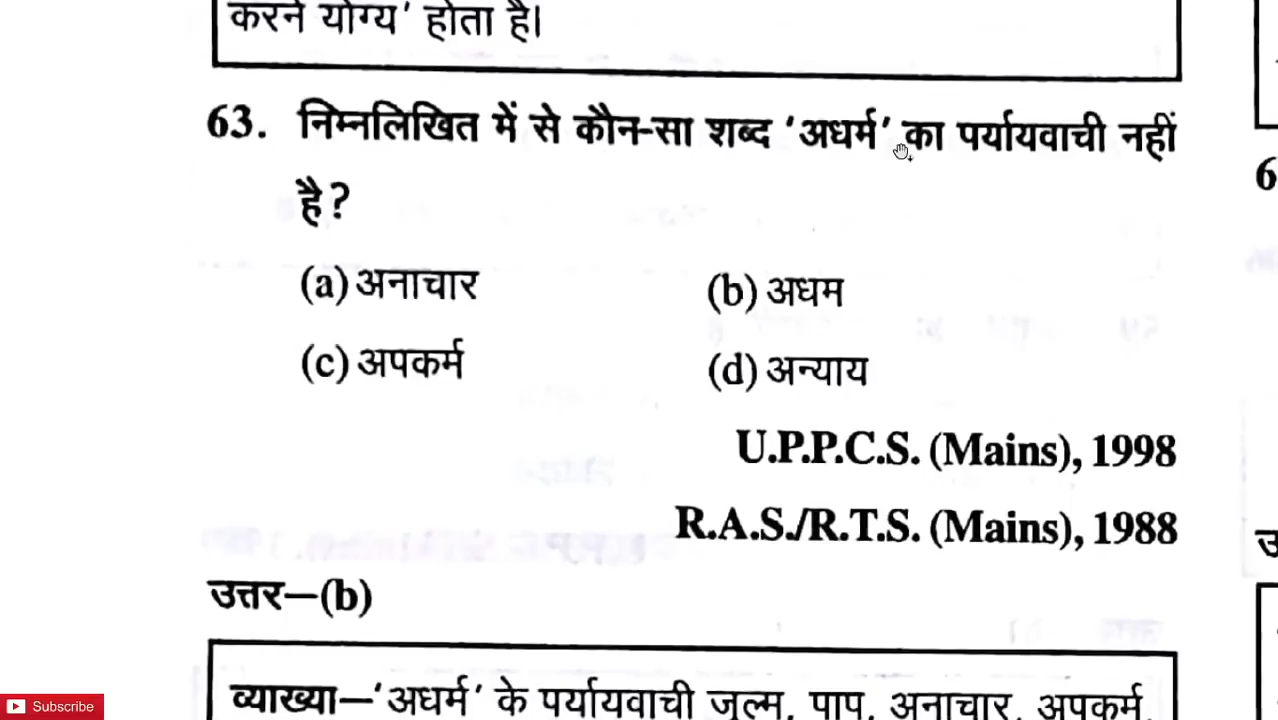 करने योग्य' होता है।
63. निम्नलिखित में से कौन-सा शब्द 'अधर्म' का पर्यायवाची नहीं
है?
(a) अनाचार (b) अधम
(c) अपकर्म (d) अन्याय
U.P.P.C.S. (Mains), 1998
R.A.S./R.T.S. (Mains), 1988
उत्तर—(b)
व्याख्या—'अधर्म' के पर्यायवाची जुल्म, पाप, अनाचार, अपकर्म,
6
उ
Subscribe